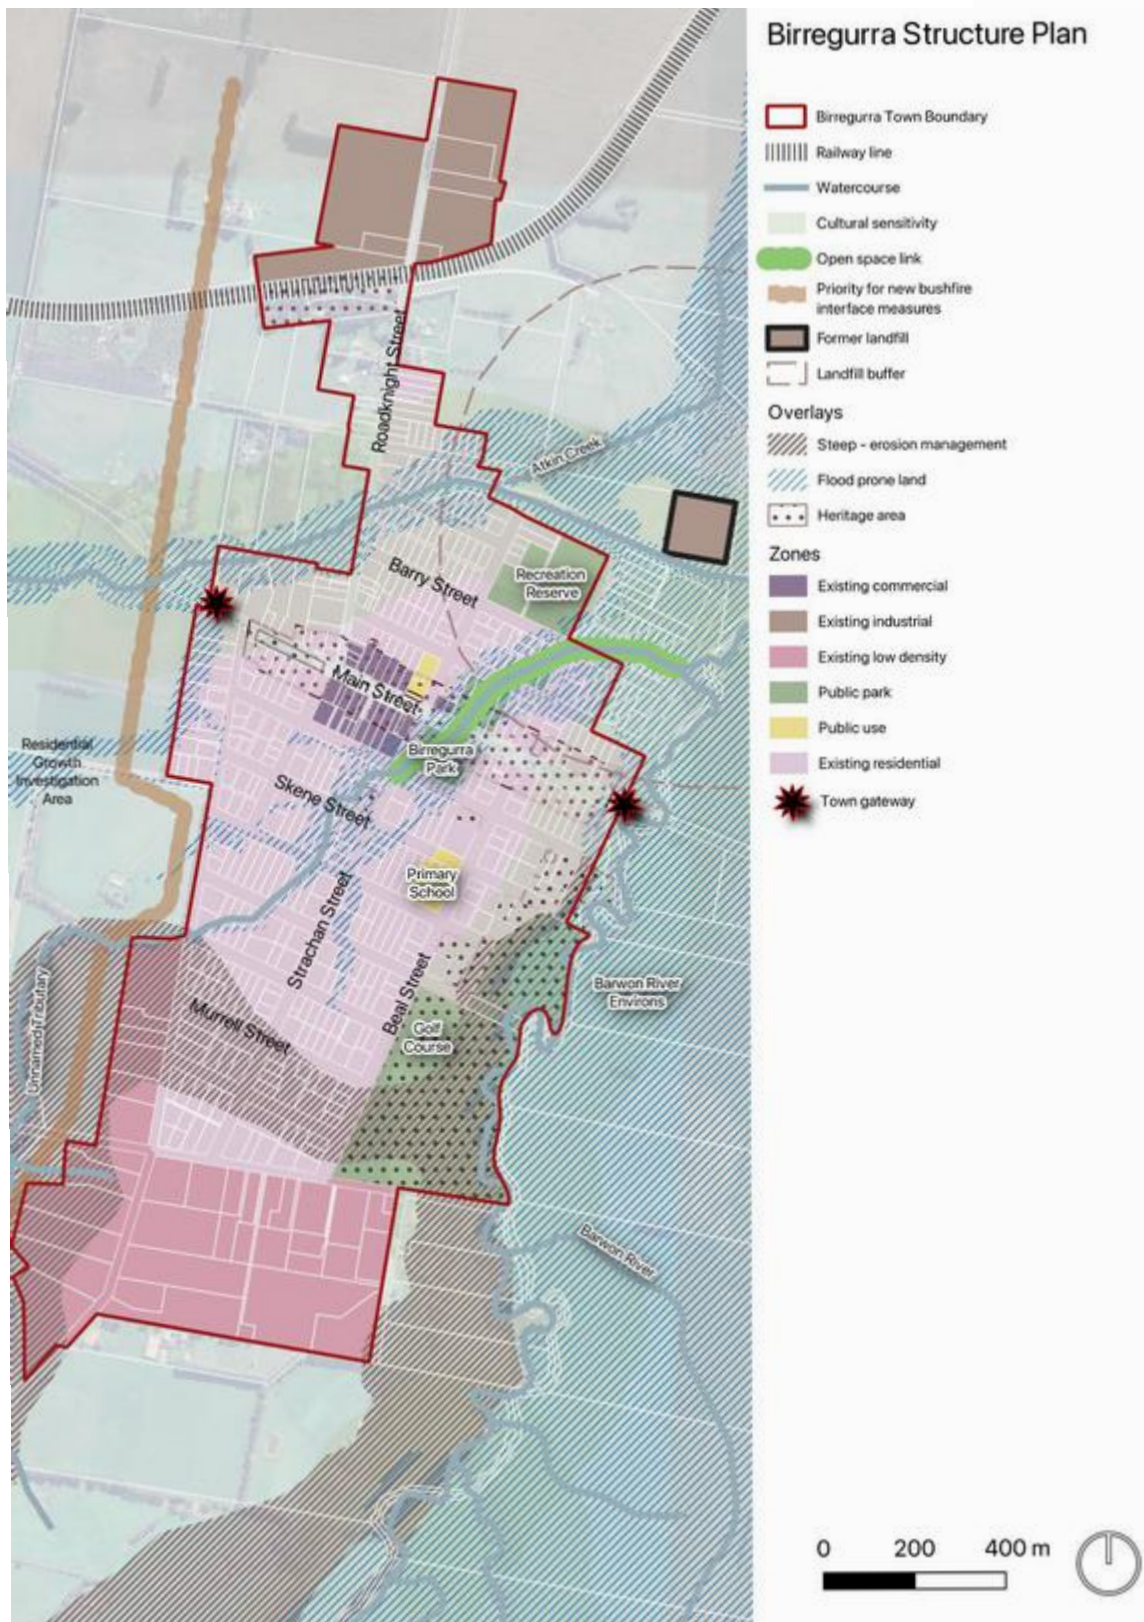 Birregurra Structure Plan
Birregurra Town Boundary
Railway line
Watercourse
Cultural sensitivity
Open space link
Priority for new bushfire
interface measures
Former landfill
Landfill buffer
Overlays
Steep - erosion management
Flood prone land
Heritage area
Zones
Existing commercial
Existing industrial
Existing low density
Public park
Public use
Existing residential
Town gateway
Roadknight Street
Atkin Creek
Barry Street
Recreation
Reserve
Main Street
Birregurra
Park
Residential
Growth
Investigation
Area
Skene Street
Primary
School
Strachan Street
Beal Street
Barwon River
Environs
Murrell Street
Golf
Course
Unnamed Tributary
Barwon River
0 200 400 m